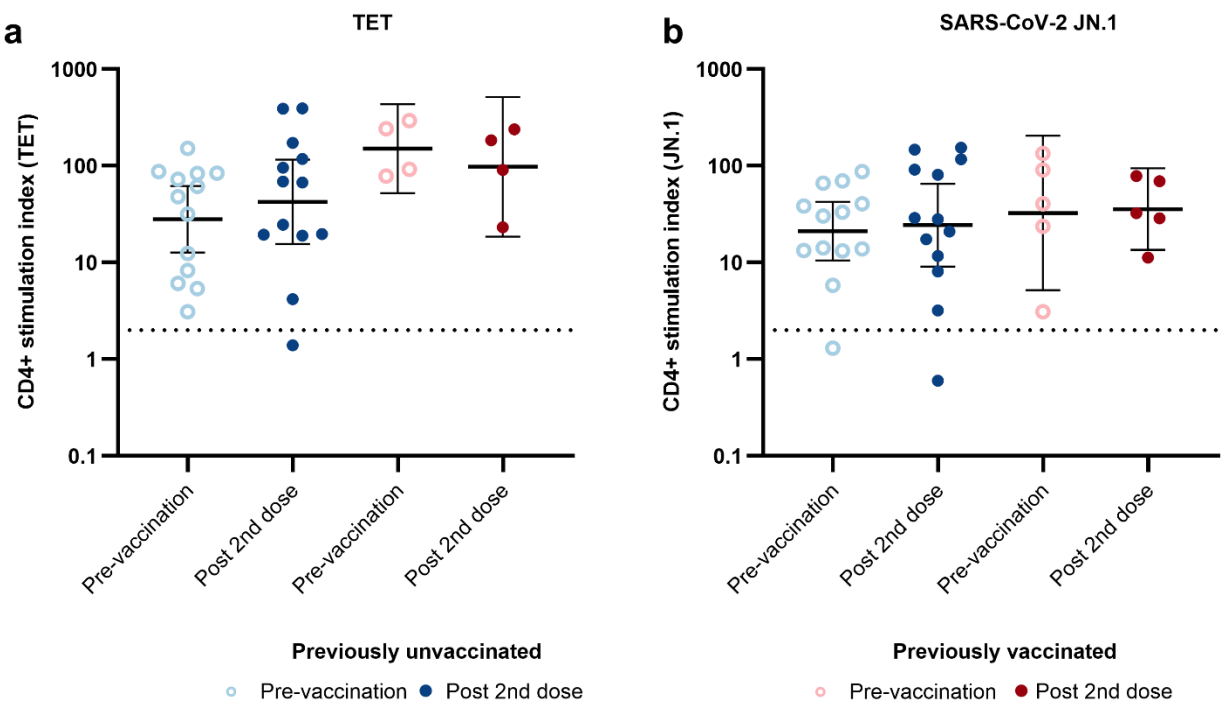 a
TET
CD4+ stimulation index (TET)
1000
100
10
1
0.1
Pre-vaccination
Post 2nd dose
Pre-vaccination
Post 2nd dose
b
SARS-CoV-2 JN.1
CD4+ stimulation index (JN.1)
1000
100
10
1
0.1
Pre-vaccination
Post 2nd dose
Pre-vaccination
Post 2nd dose
Previously unvaccinated
Pre-vaccination Post 2nd dose
Previously vaccinated
Pre-vaccination Post 2nd dose